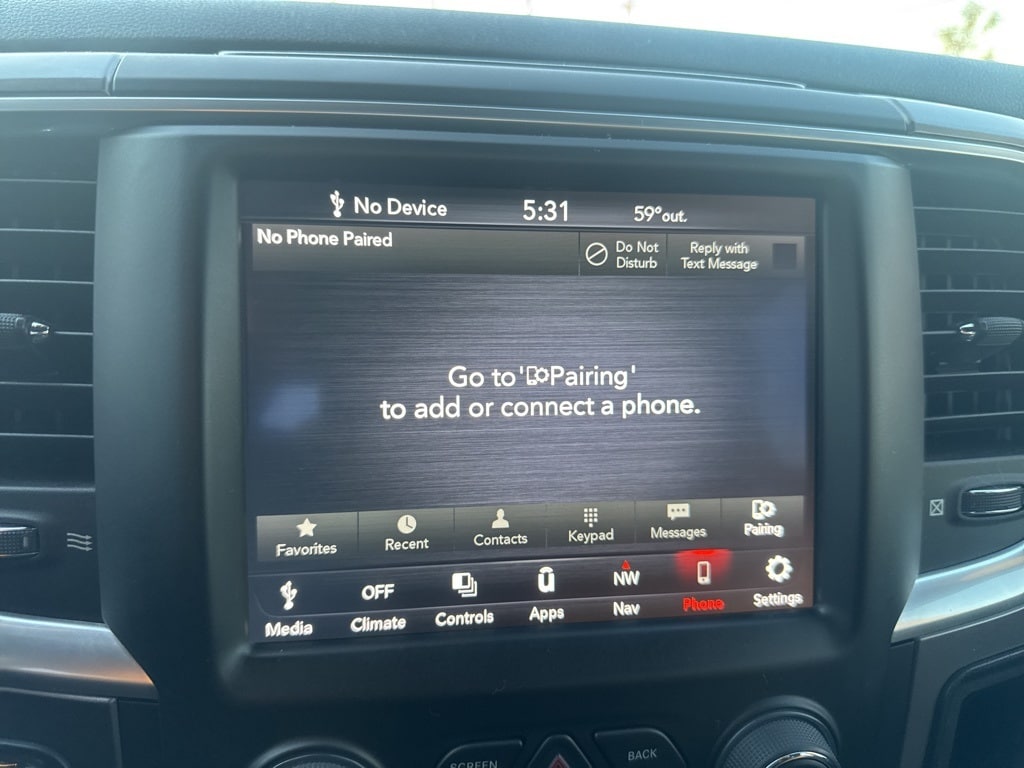 No Device
5:31
59°out.
No Phone Paired
Do Not
Disturb
Reply with
Text Message
Go to 'Pairing'
to add or connect a phone.
Favorites
Recent
Contacts
Keypad
Messages
Pairing
OFF
NW
Media
Climate
Controls
Apps
Nav
Phone
Settings
SCREEN
BACK